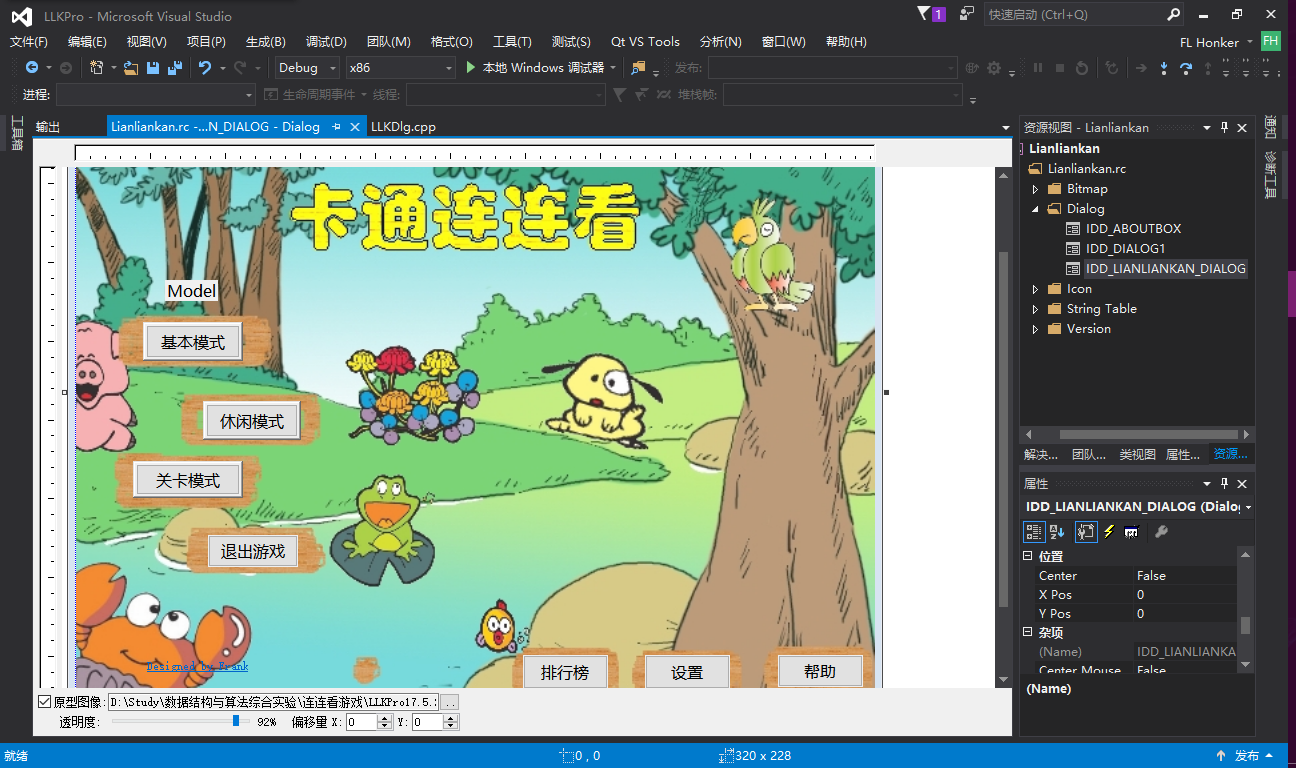 LLKPro - Microsoft Visual Studio
1
快速启动 (Ctrl+Q)
文件(F) 编辑(E) 视图(V) 项目(P) 生成(B) 调试(D) 团队(M) 格式(O) 工具(T) 测试(S) Qt VS Tools 分析(N) 窗口(W) 帮助(H)
FL Honker FH
Debug x86 本地 Windows 调试器 发布:
进程: 生命周期事件 线程: 堆栈帧:
工具箱
输出 Lianliankan.rc -...N_DIALOG - Dialog LLKDlg.cpp
卡通连连看
Model
基本模式
休闲模式
关卡模式
退出游戏
Designed by Frank
排行榜 设置 帮助
原型图像: D:\Study\数据结构与算法综合实验\连连看游戏\LLKPro17.5. ..
透明度: 92% 偏移量 X: 0 Y: 0
资源视图 - Lianliankan
Lianliankan
Lianliankan.rc
Bitmap
Dialog
IDD_ABOUTBOX
IDD_DIALOG1
IDD_LIANLIANKAN_DIALOG
Icon
String Table
Version
解决... 团队... 类视图 属性... 资源...
属性
IDD_LIANLIANKAN_DIALOG (Dialo
位置
Center False
X Pos 0
Y Pos 0
杂项
(Name) IDD_LIANLIANKA
Center Mouse False
(Name)
通知
诊断工具
就绪 0 , 0 320 x 228 发布